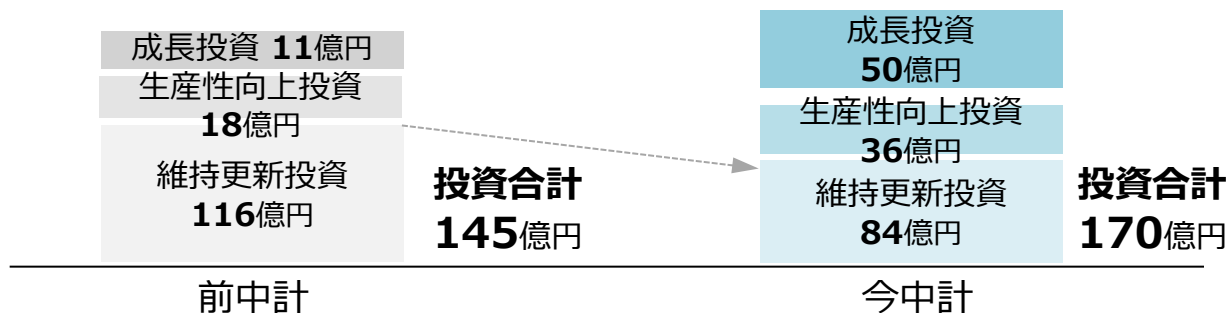 成長投資 11億円
生産性向上投資
18億円
維持更新投資
116億円
投資合計
145億円
前中計
成長投資
50億円
生産性向上投資
36億円
維持更新投資
84億円
投資合計
170億円
今中計